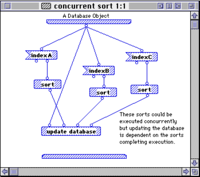 concurrent sort 1:1
A Database Object
indexA
indexB
indexC
sort
sort
sort
update database
These sorts could be
executed concurrently
but updating the database
is dependent on the sorts
completing execution.